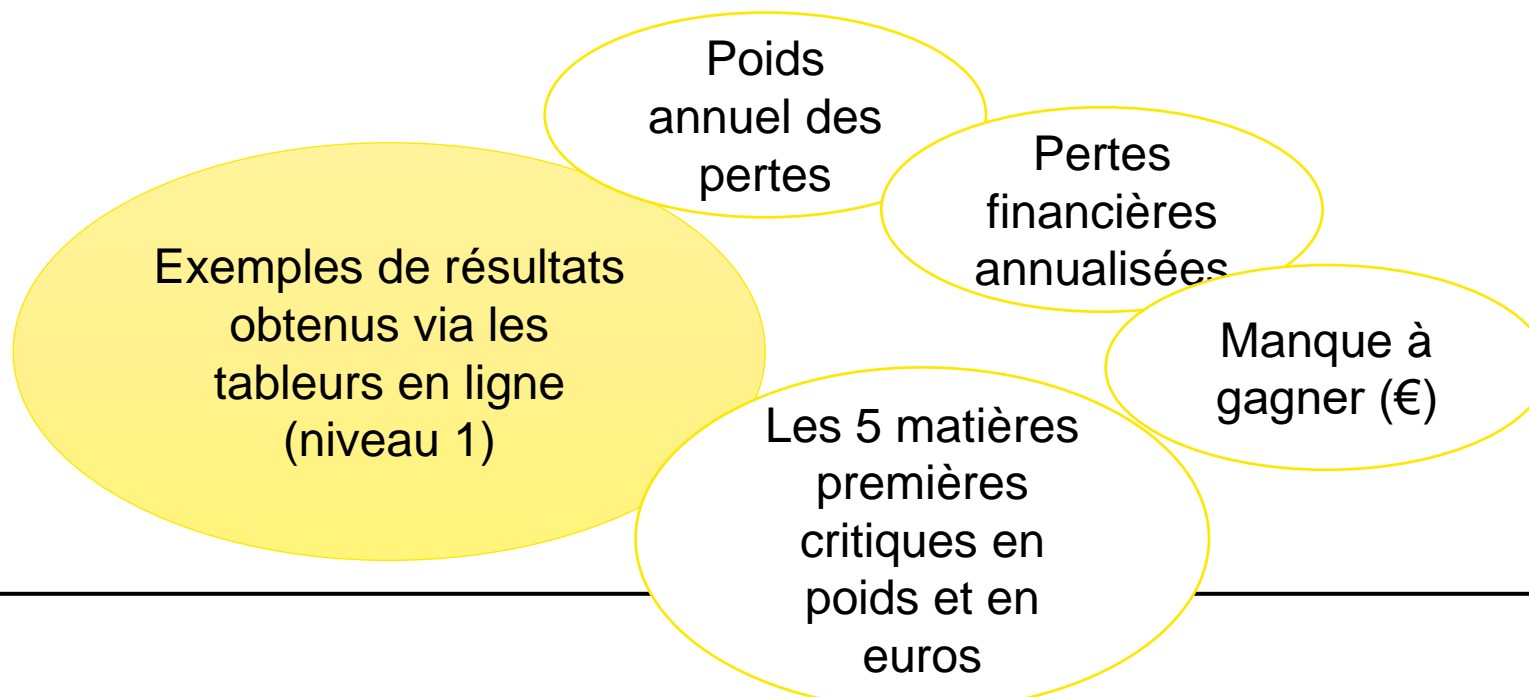 Poids
annuel des
pertes
Pertes
financières
annualisées
Exemples de résultats
obtenus via les
tableurs en ligne
(niveau 1)
Manque à
gagner (€)
Les 5 matières
premières
critiques en
poids et en
euros